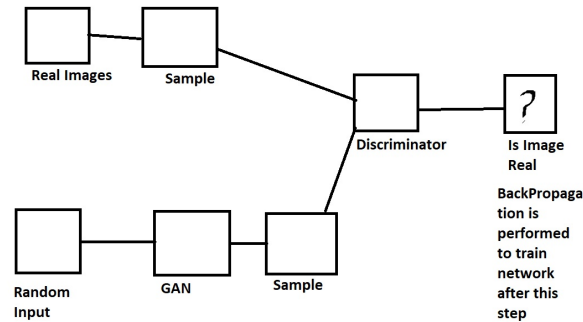 Real Images
Sample
Discriminator
?
Is Image
Real
BackPropaga
tion is
performed
to train
network
after this
step
Random
Input
GAN
Sample